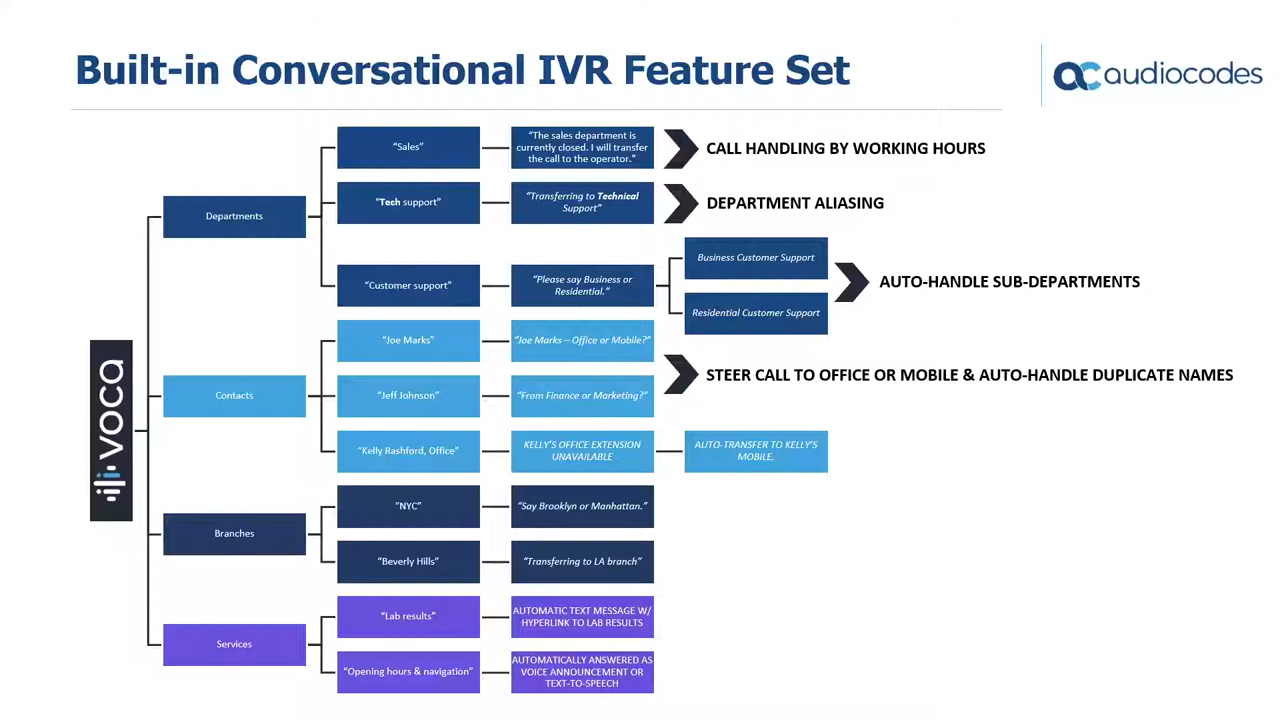 Built-in Conversational IVR Feature Set
audiocodes
"Sales"
"The sales department is
currently closed. I will transfer
the call to the operator."
CALL HANDLING BY WORKING HOURS
Departments
"Tech support"
"Transferring to Technical
Support"
DEPARTMENT ALIASING
"Customer support"
"Please say Business or
Residential."
Business Customer Support
Residential Customer Support
AUTO-HANDLE SUB-DEPARTMENTS
voca
Contacts
"Joe Marks"
"Joe Marks – Office or Mobile?"
STEER CALL TO OFFICE OR MOBILE & AUTO-HANDLE DUPLICATE NAMES
"Jeff Johnson"
"From Finance or Marketing?"
"Kelly Rashford, Office"
KELLY'S OFFICE EXTENSION
UNAVAILABLE
AUTO-TRANSFER TO KELLY'S
MOBILE.
Branches
"NYC"
"Say Brooklyn or Manhattan."
"Beverly Hills"
"Transferring to LA branch"
Services
"Lab results"
AUTOMATIC TEXT MESSAGE W/
HYPERLINK TO LAB RESULTS
"Opening hours & navigation"
AUTOMATICALLY ANSWERED AS
VOICE ANNOUNCEMENT OR
TEXT-TO-SPEECH